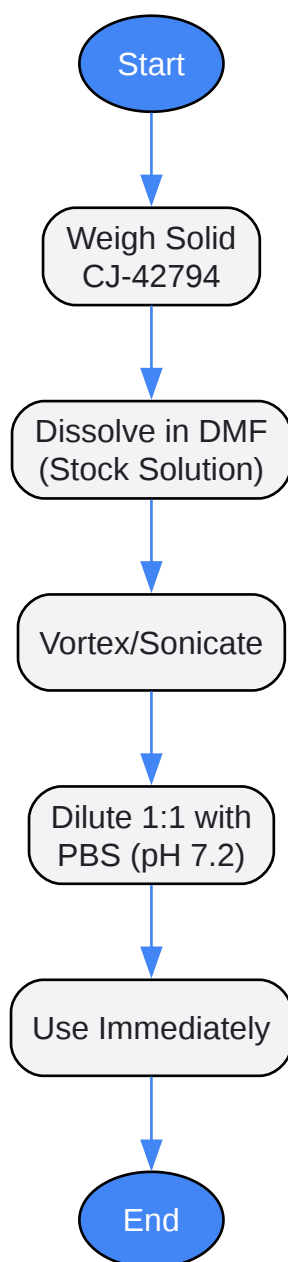 Start
Weigh Solid
CJ-42794
Dissolve in DMF
(Stock Solution)
Vortex/Sonicate
Dilute 1:1 with
PBS (pH 7.2)
Use Immediately
End